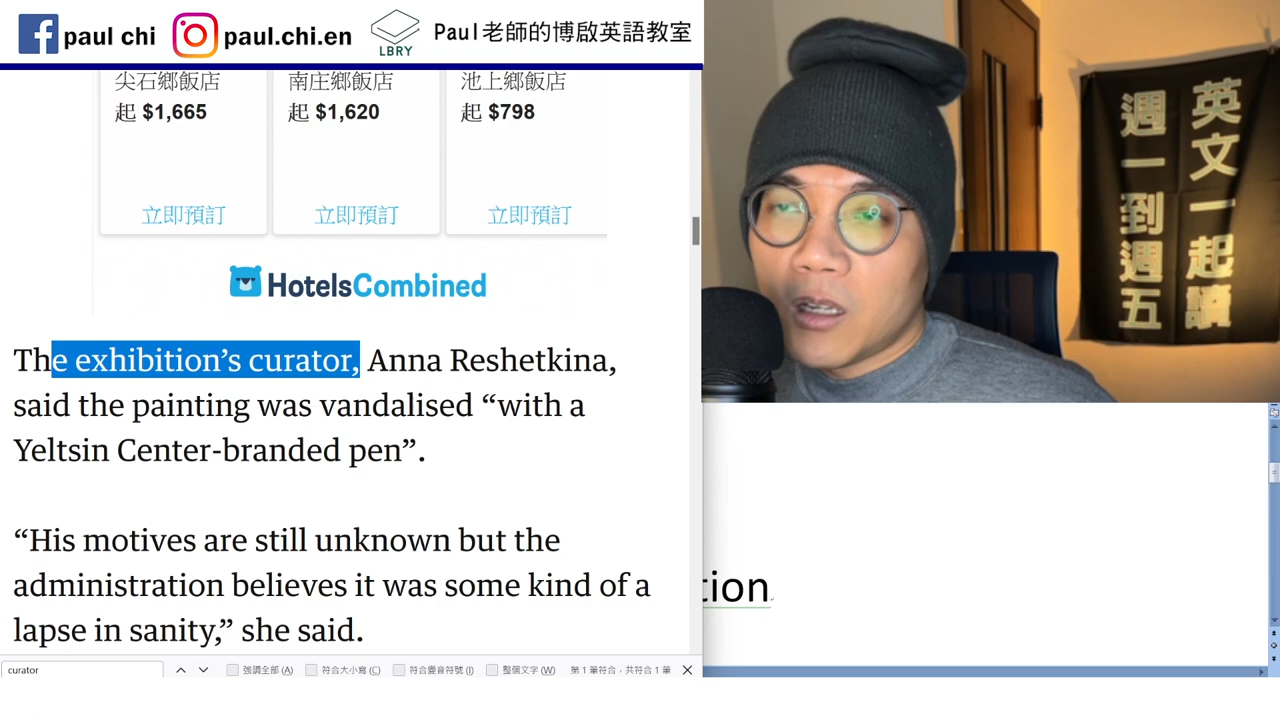 paul chi
paul.chi.en
LBRY
Paul老師的博啟英語教室
尖石鄉飯店
起 $1,665
立即預訂
南庄鄉飯店
起 $1,620
立即預訂
池上鄉飯店
起 $798
立即預訂
HotelsCombined
The exhibition’s curator, Anna Reshetkina,
said the painting was vandalised “with a
Yeltsin Center-branded pen”.
“His motives are still unknown but the
administration believes it was some kind of a
lapse in sanity,” she said.
curator
強調全部 (A)
符合大小寫 (C)
符合變音符號 (I)
整個文字 (W)
第 1 筆符合，共符合 1 筆
英文一起讀
週一到週五
tion